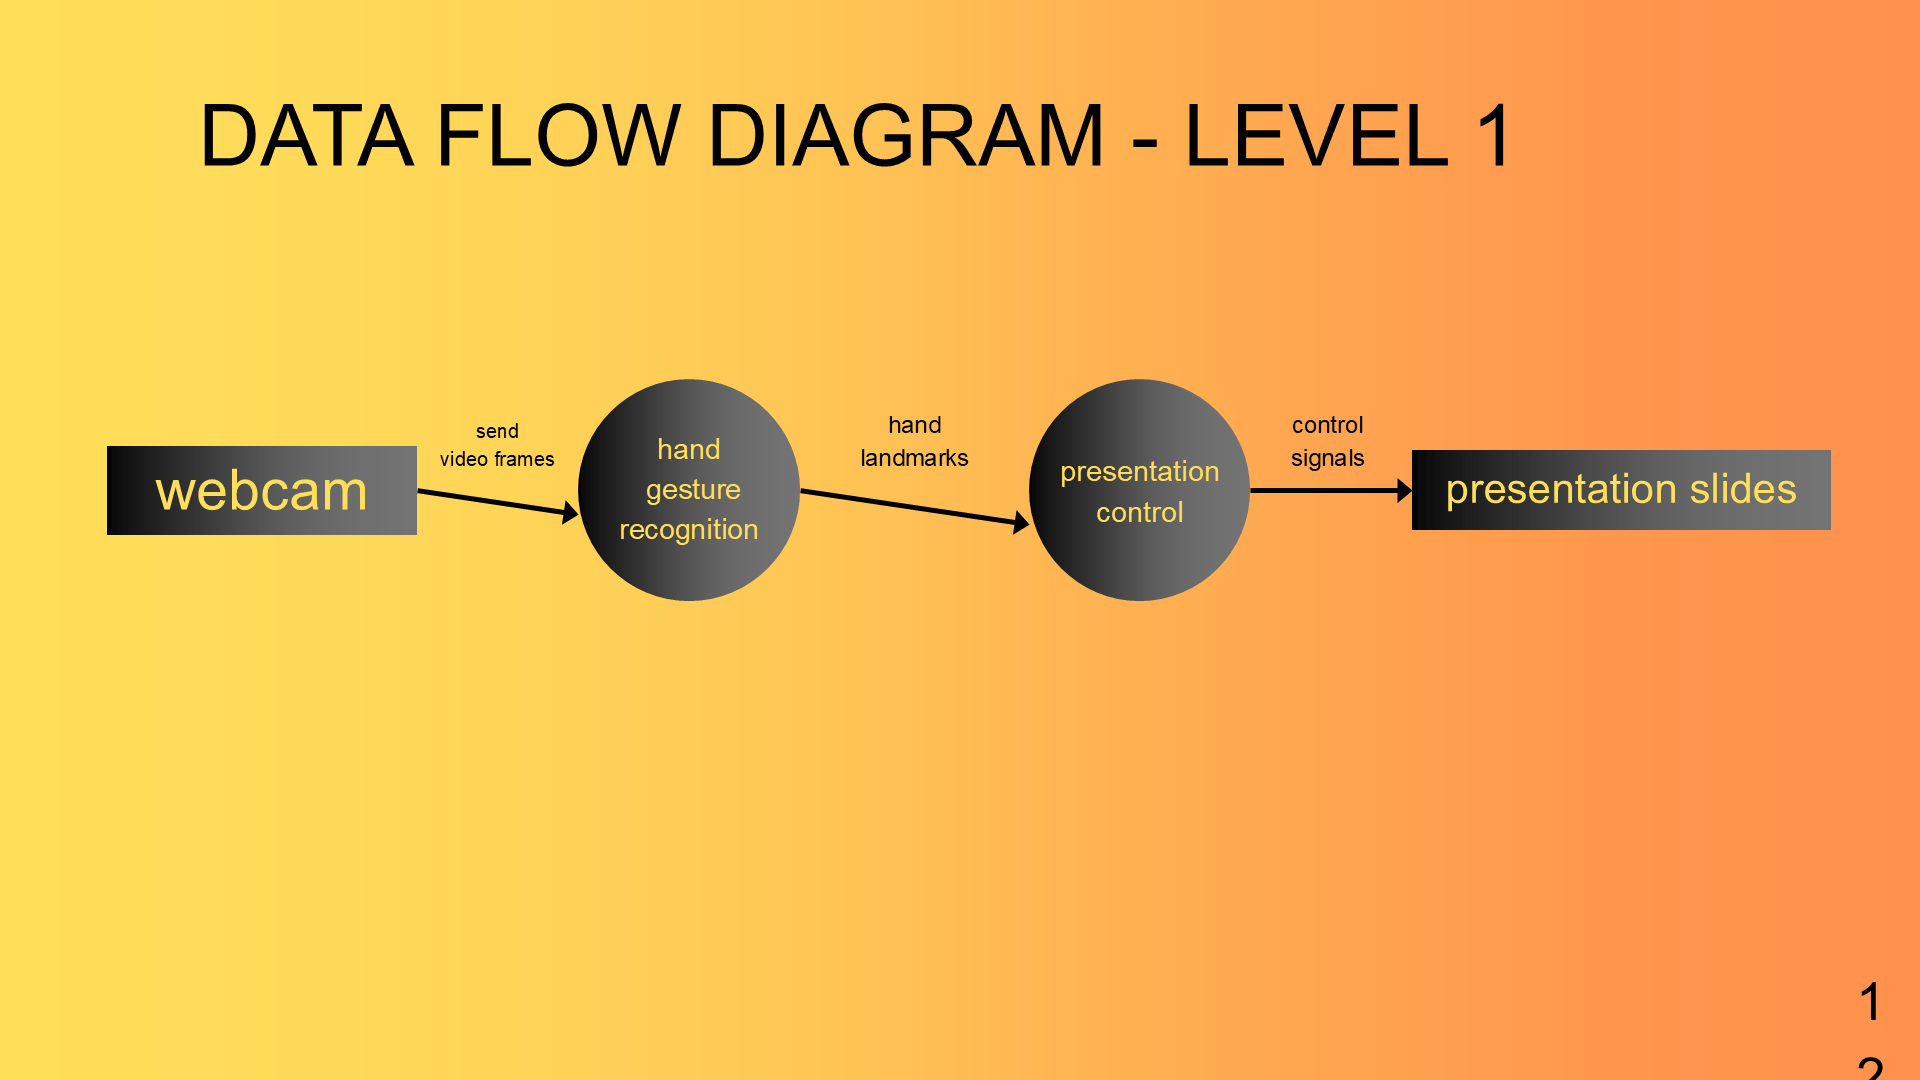 DATA FLOW DIAGRAM - LEVEL 1
webcam
send
video frames
hand
gesture
recognition
hand
landmarks
presentation
control
control
signals
presentation slides
1
2